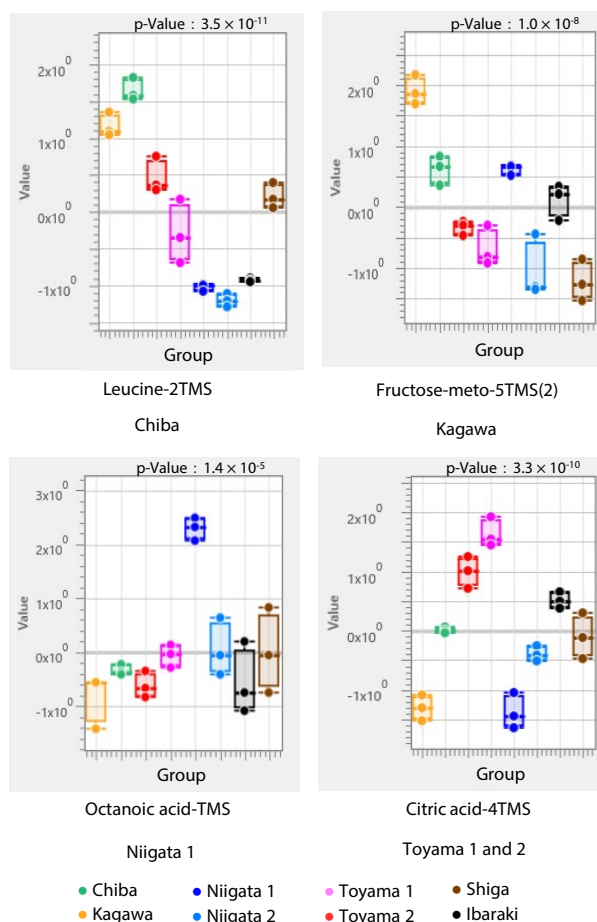 p-Value : 3.5 × 10⁻¹¹
2x10⁰
1x10⁰
0x10⁰
-1x10⁰
Value
Group
Leucine-2TMS
Chiba
p-Value : 1.0 × 10⁻⁸
2x10⁰
1x10⁰
0x10⁰
-1x10⁰
Value
Group
Fructose-meto-5TMS(2)
Kagawa
p-Value : 1.4 × 10⁻⁵
3x10⁰
2x10⁰
1x10⁰
0x10⁰
-1x10⁰
Value
Group
Octanoic acid-TMS
Niigata 1
p-Value : 3.3 × 10⁻¹⁰
2x10⁰
1x10⁰
0x10⁰
-1x10⁰
Value
Group
Citric acid-4TMS
Toyama 1 and 2
Chiba Niigata 1 Toyama 1 Shiga
Kagawa Niigata 2 Toyama 2 Ibaraki